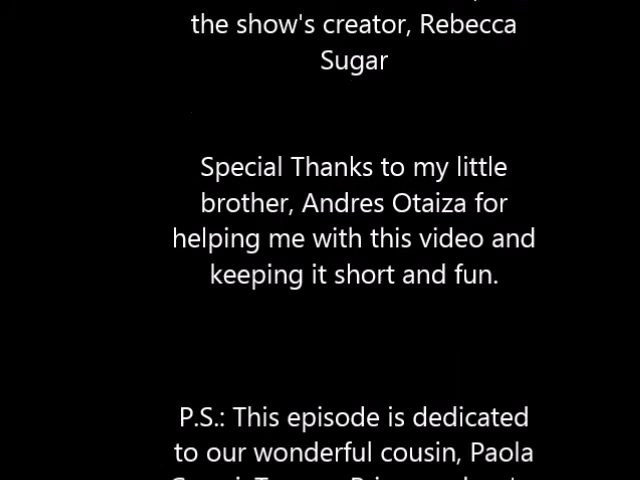 the show's creator, Rebecca
Sugar
Special Thanks to my little
brother, Andres Otaiza for
helping me with this video and
keeping it short and fun.
P.S.: This episode is dedicated
to our wonderful cousin, Paola